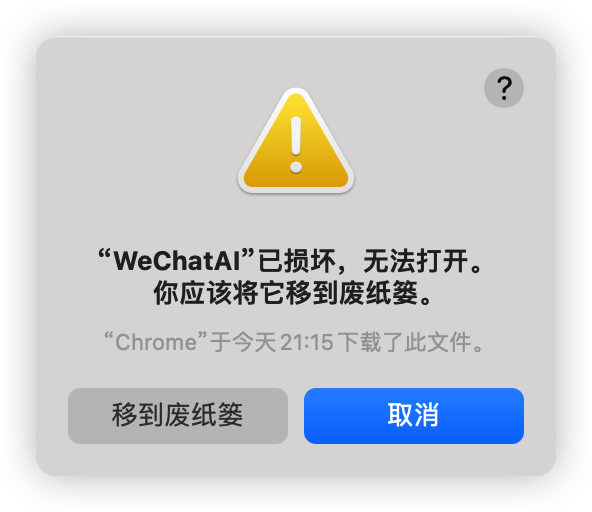 ?
“WeChatAI”已损坏，无法打开。
你应该将它移到废纸篓。
“Chrome”于今天 21:15 下载了此文件。
移到废纸篓
取消